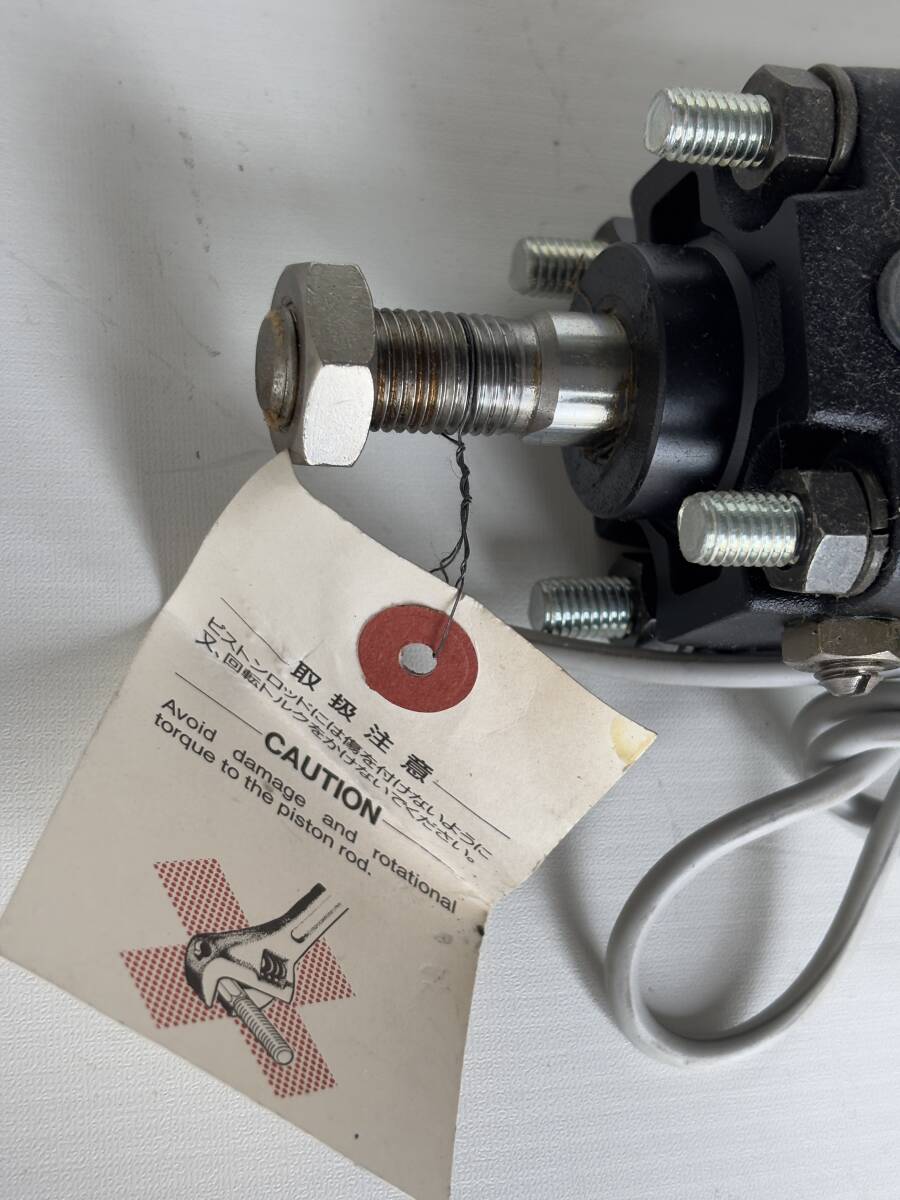 取扱注意
ピストンロッドには傷を付けないように
又、回転トルクをかけないでください。
CAUTION
Avoid damage and rotational
torque to the piston rod.